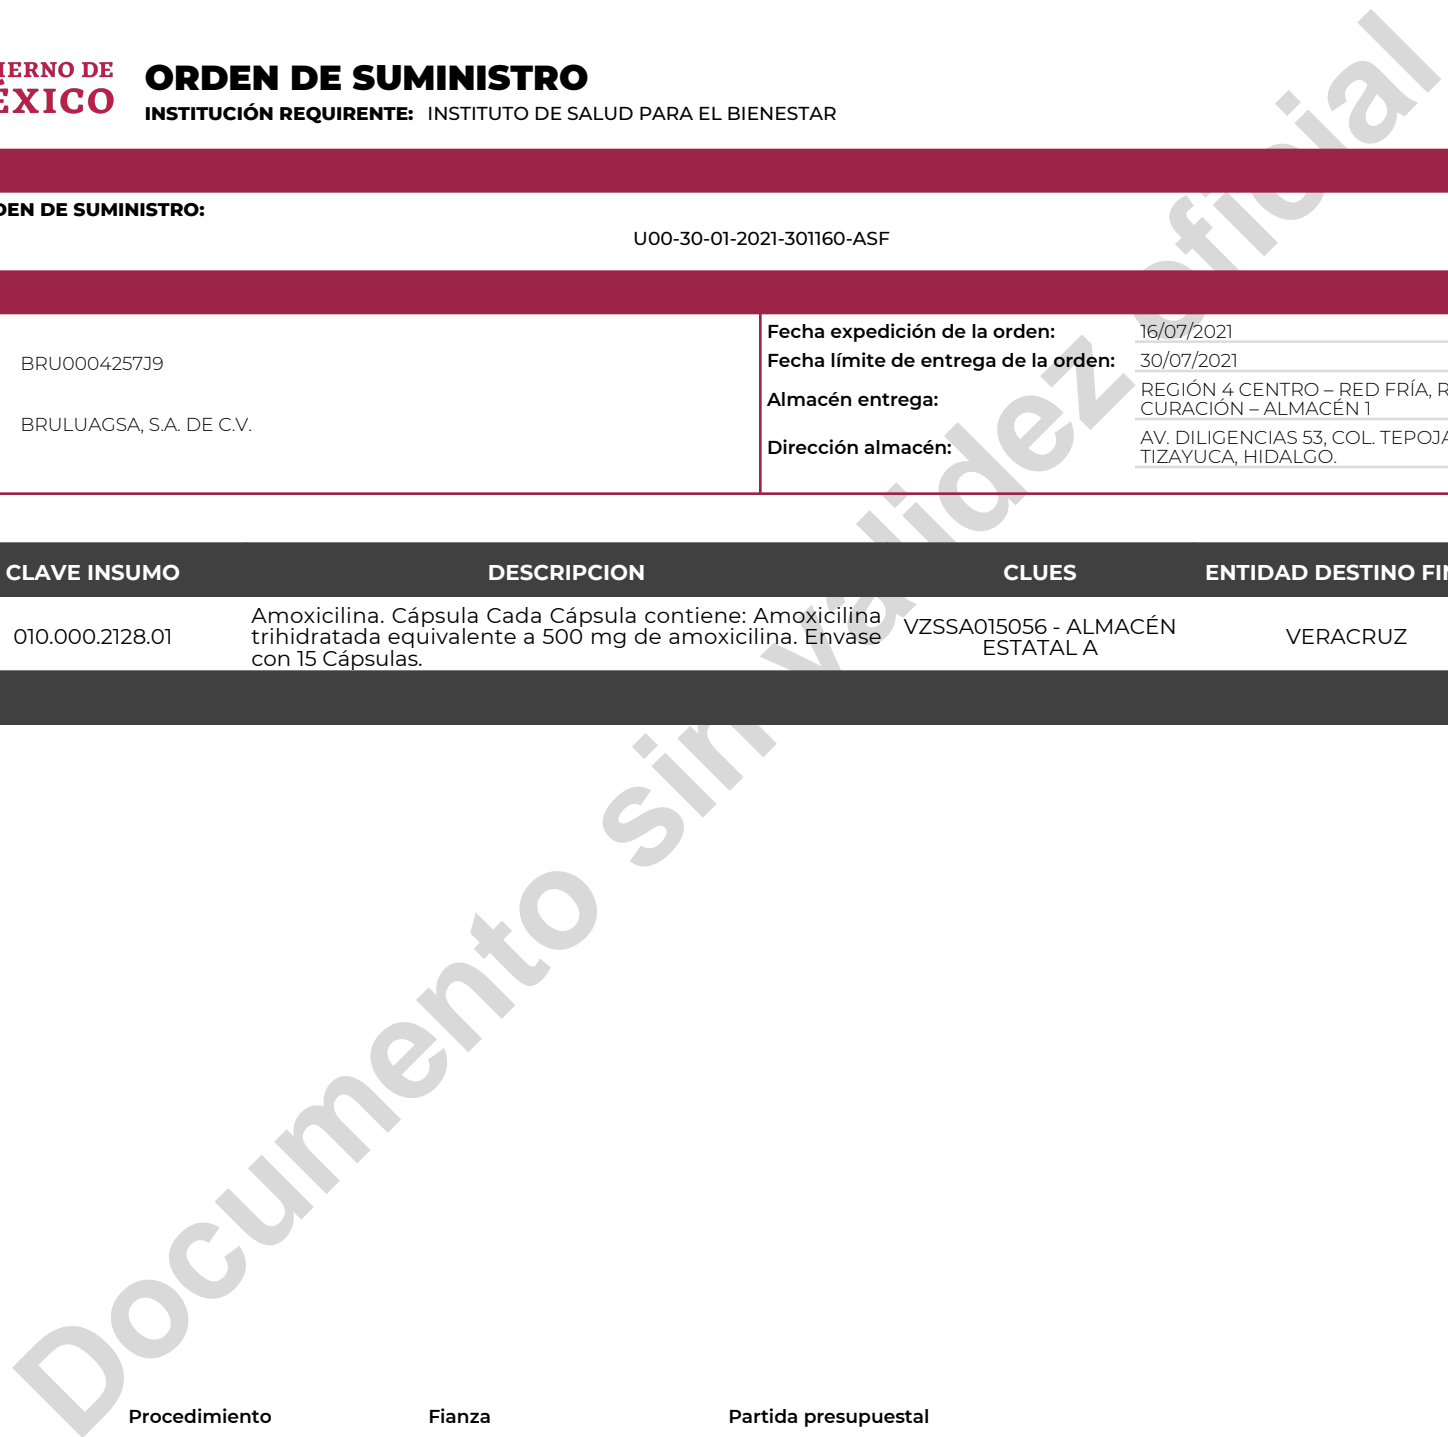 IERNO DE
ÉXICO
ORDEN DE SUMINISTRO
INSTITUCIÓN REQUIRENTE: INSTITUTO DE SALUD PARA EL BIENESTAR
DEN DE SUMINISTRO:
U00-30-01-2021-301160-ASF
BRU0004257J9
BRULUAGSA, S.A. DE C.V.
Fecha expedición de la orden: 16/07/2021
Fecha límite de entrega de la orden: 30/07/2021
Almacén entrega: REGIÓN 4 CENTRO – RED FRÍA, R
CURACIÓN – ALMACÉN 1
Dirección almacén: AV. DILIGENCIAS 53, COL. TEPOJA
TIZAYUCA, HIDALGO.
CLAVE INSUMO DESCRIPCION CLUES ENTIDAD DESTINO FIN
010.000.2128.01
Amoxicilina. Cápsula Cada Cápsula contiene: Amoxicilina
trihidratada equivalente a 500 mg de amoxicilina. Envase
con 15 Cápsulas.
VZSSA015056 - ALMACÉN
ESTATAL A
VERACRUZ
Documento sin validez oficial
Procedimiento Fianza Partida presupuestal